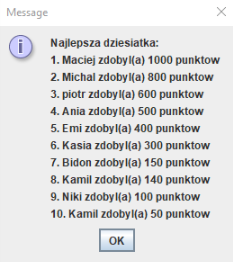 Message
Najlepsza dziesiatka:
1. Maciej zdobyl(a) 1000 punktow
2. Michal zdobyl(a) 800 punktow
3. piotr zdobyl(a) 600 punktow
4. Ania zdobyl(a) 500 punktow
5. Emi zdobyl(a) 400 punktow
6. Kasia zdobyl(a) 300 punktow
7. Bidon zdobyl(a) 150 punktow
8. Kamil zdobyl(a) 140 punktow
9. Niki zdobyl(a) 100 punktow
10. Kamil zdobyl(a) 50 punktow
OK